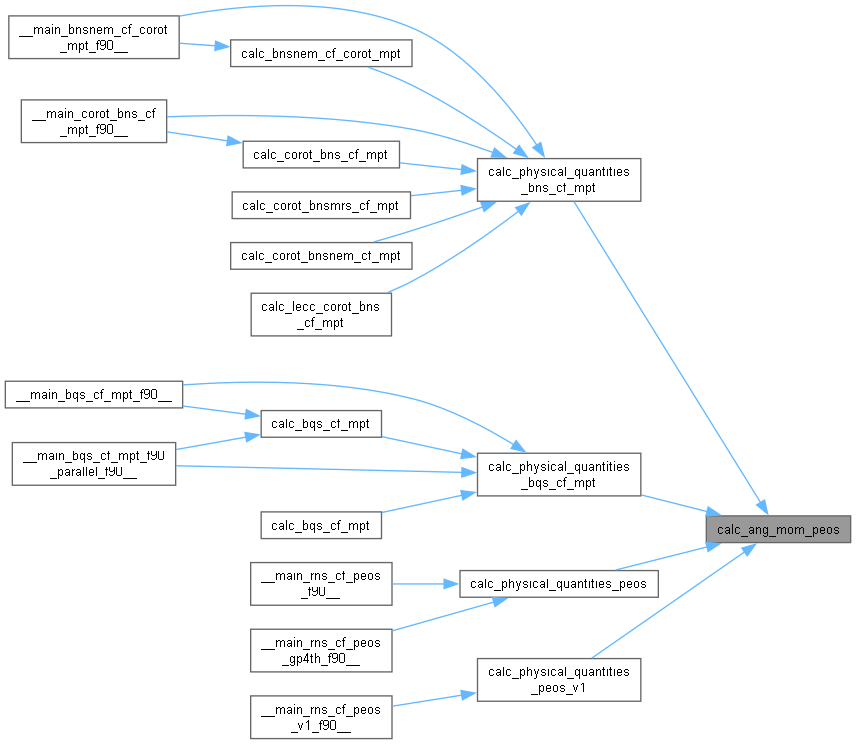 __main_bnsnem_cf_corot
_mpt_f90__
calc_bnsnem_cf_corot_mpt
__main_corot_bns_cf
_mpt_f90__
calc_corot_bns_cf_mpt
calc_physical_quantities
_bns_cf_mpt
calc_corot_bnsmrs_cf_mpt
calc_corot_bnsnem_cf_mpt
calc_lecc_corot_bns
_cf_mpt
__main_bqs_cf_mpt_f90__
calc_bqs_cf_mpt
__main_bqs_cf_mpt_f90
_parallel_f90__
calc_physical_quantities
_bqs_cf_mpt
calc_bqs_cf_mpt
calc_ang_mom_peos
__main_rns_cf_peos
_f90__
calc_physical_quantities_peos
__main_rns_cf_peos
_gp4th_f90__
calc_physical_quantities
_peos_v1
__main_rns_cf_peos
_v1_f90__